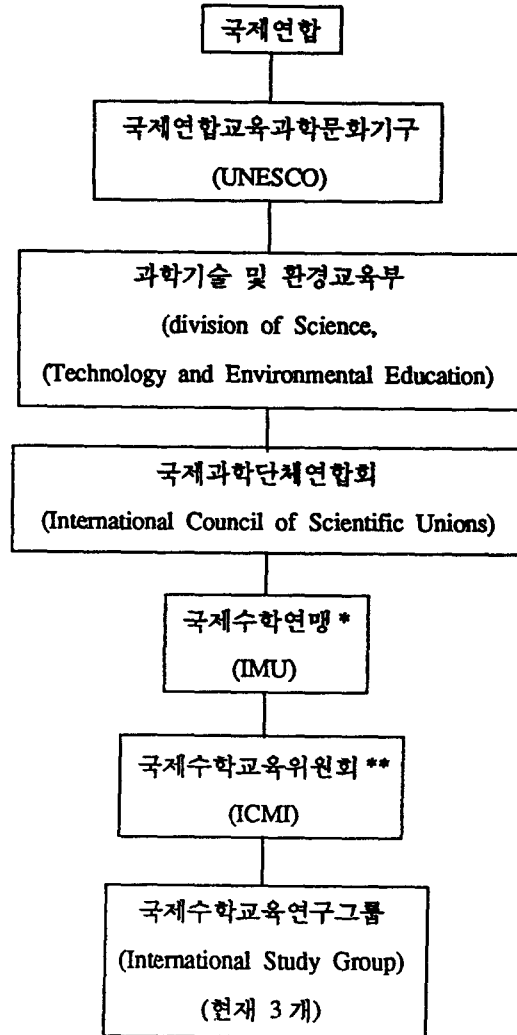 국제연합
국제연합교육과학문화기구
(UNESCO)
과학기술 및 환경교육부
(division of Science,
(Technology and Environmental Education)
국제과학단체연합회
(International Council of Scientific Unions)
국제수학연맹 *
(IMU)
국제수학교육위원회 **
(ICMI)
국제수학교육연구그룹
(International Study Group)
(현재 3개)